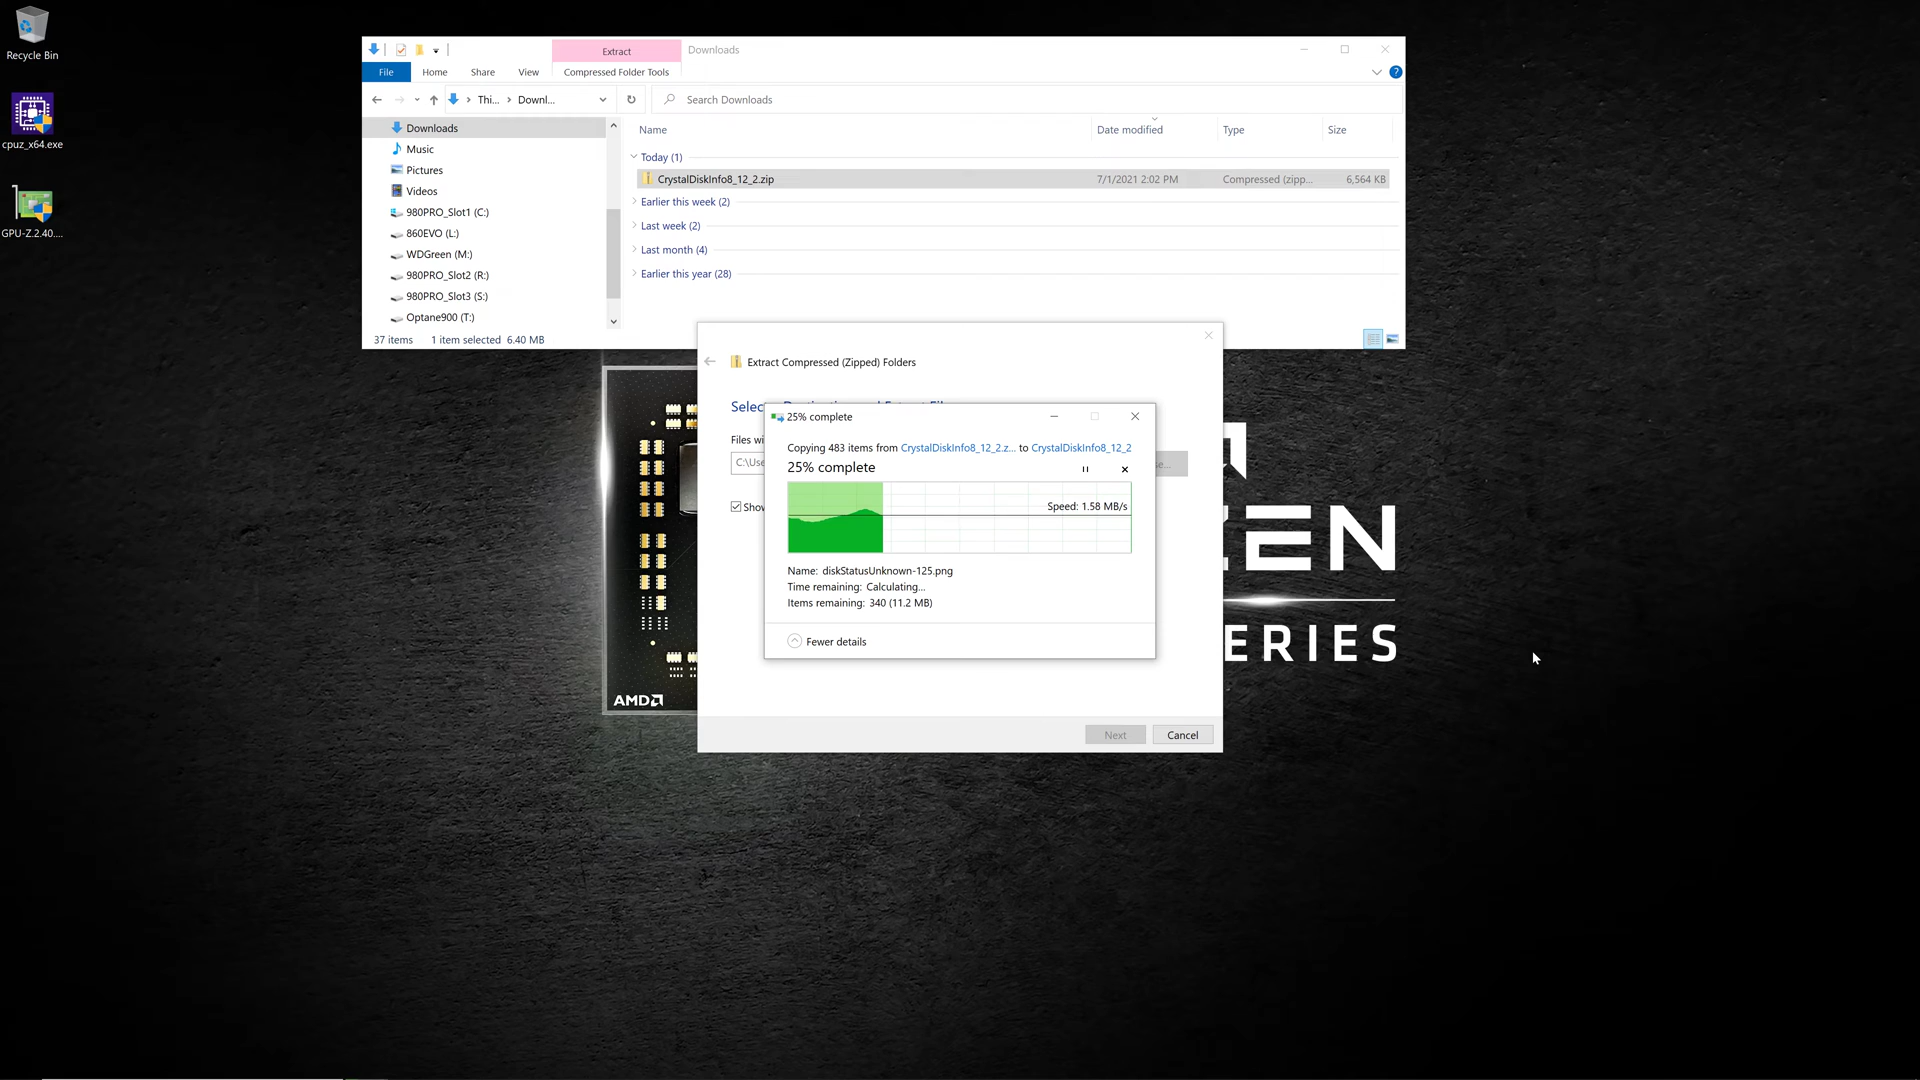 Recycle Bin
cpuz_x64.exe
GPU-Z.2.40....
Extract
Downloads
File
Home
Share
View
Compressed Folder Tools
Thi...
Downl...
Search Downloads
Downloads
Music
Pictures
Videos
980PRO_Slot1 (C:)
860EVO (L:)
WDGreen (M:)
980PRO_Slot2 (R:)
980PRO_Slot3 (S:)
Optane900 (T:)
Name
Date modified
Type
Size
Today (1)
CrystalDiskInfo8_12_2.zip
7/1/2021 2:02 PM
Compressed (zipp...
6,564 KB
Earlier this week (2)
Last week (2)
Last month (4)
Earlier this year (28)
37 items
1 item selected 6.40 MB
Extract Compressed (Zipped) Folders
Selec
Files wi
C:\Use
Show
25% complete
Copying 483 items from CrystalDiskInfo8_12_2.z... to CrystalDiskInfo8_12_2
25% complete
Speed: 1.58 MB/s
Name: diskStatusUnknown-125.png
Time remaining: Calculating...
Items remaining: 340 (11.2 MB)
Fewer details
Next
Cancel
AMD
ZEN
ERIES